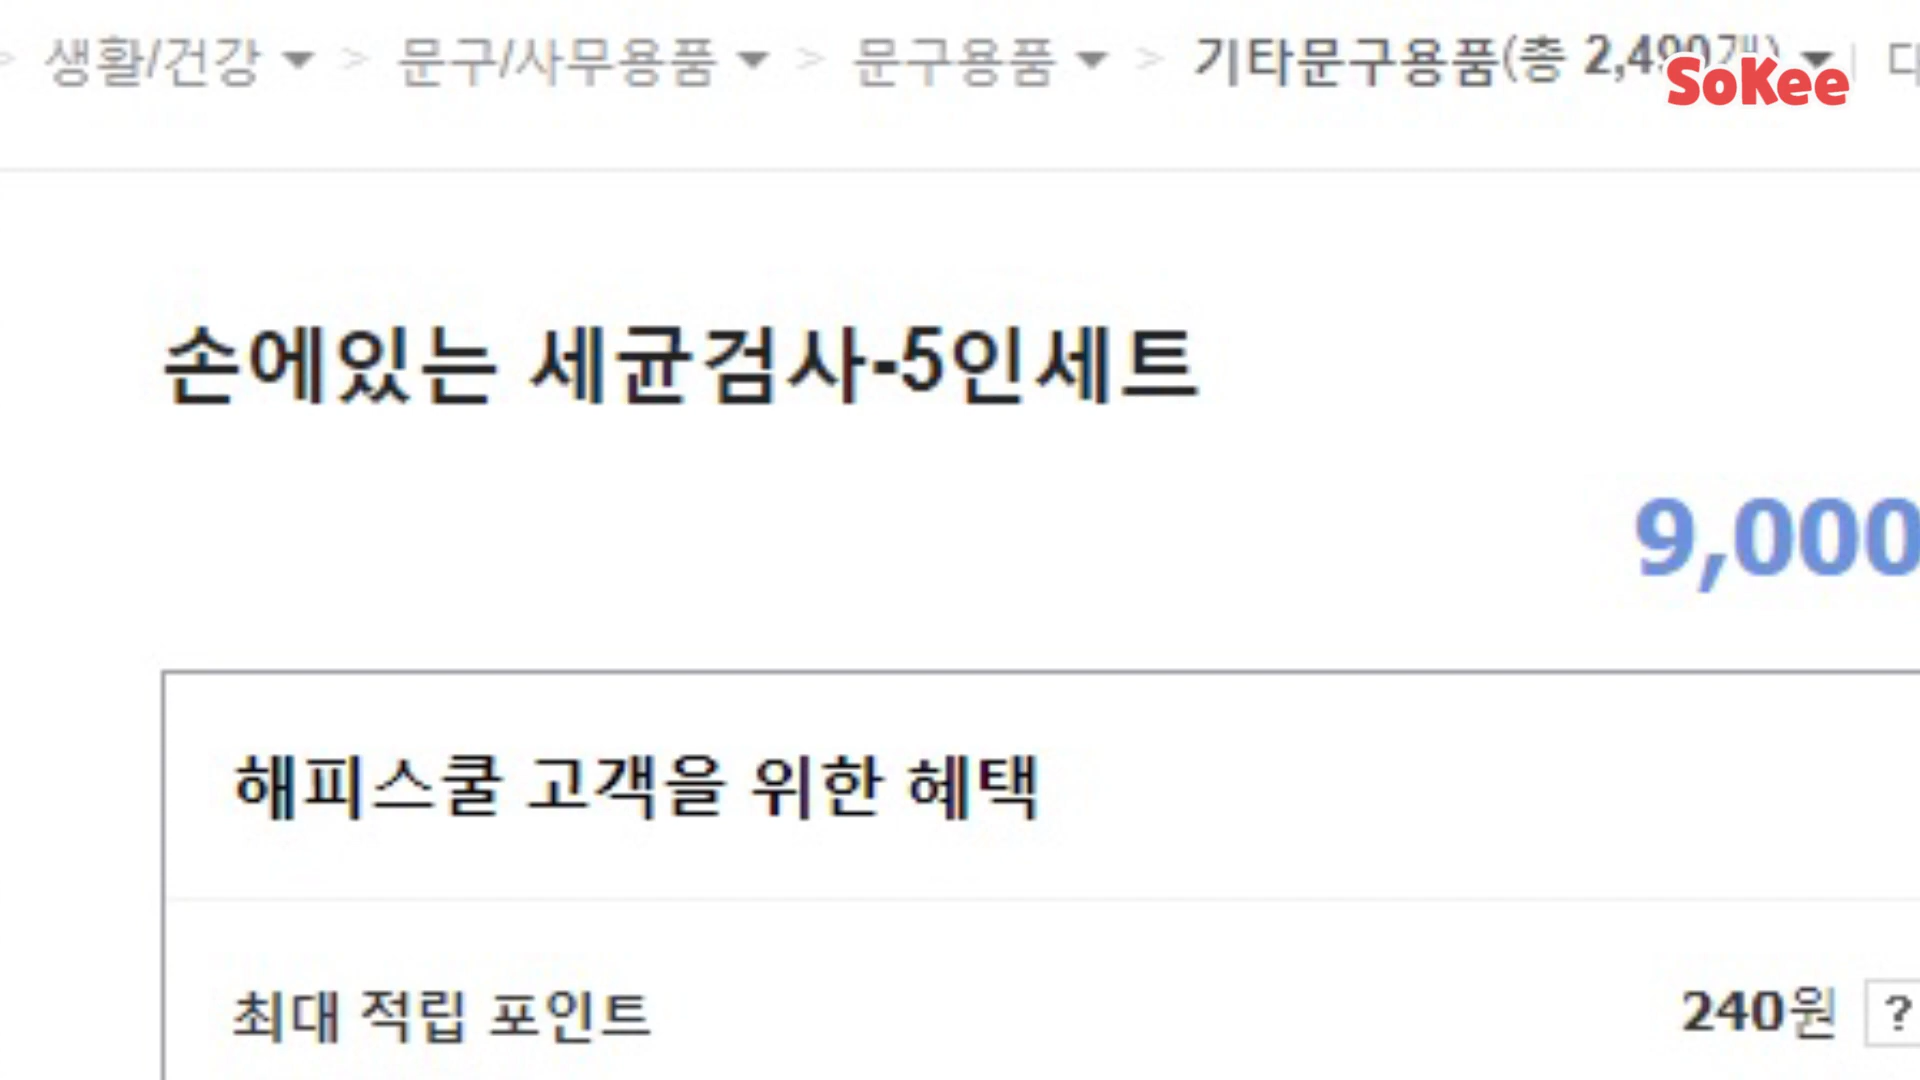 > 생활/건강 > 문구/사무용품 > 문구용품 > 기타문구용품(총
SoKee
손에있는 세균검사-5인세트
9,000
해피스쿨 고객을 위한 혜택
최대 적립 포인트 240원 ?